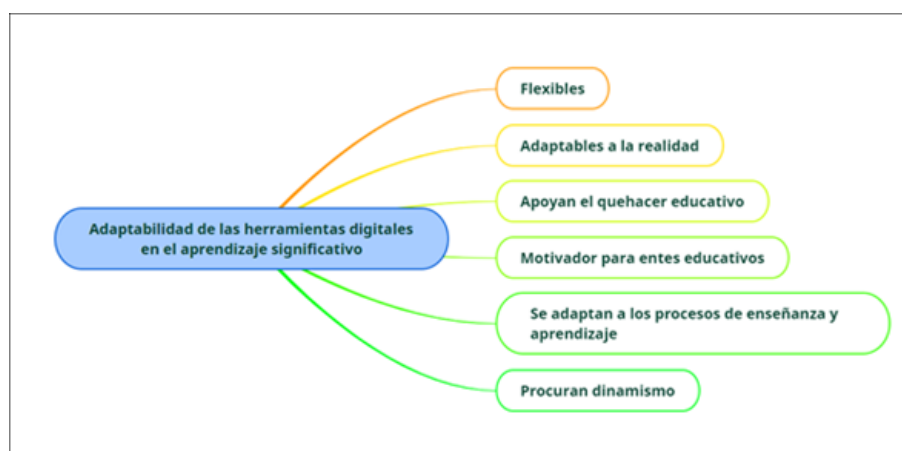 Flexibles
Adaptables a la realidad
Apoyan el quehacer educativo
Adaptabilidad de las herramientas digitales
en el aprendizaje significativo
Motivador para entes educativos
Se adaptan a los procesos de enseñanza y
aprendizaje
Procuran dinamismo